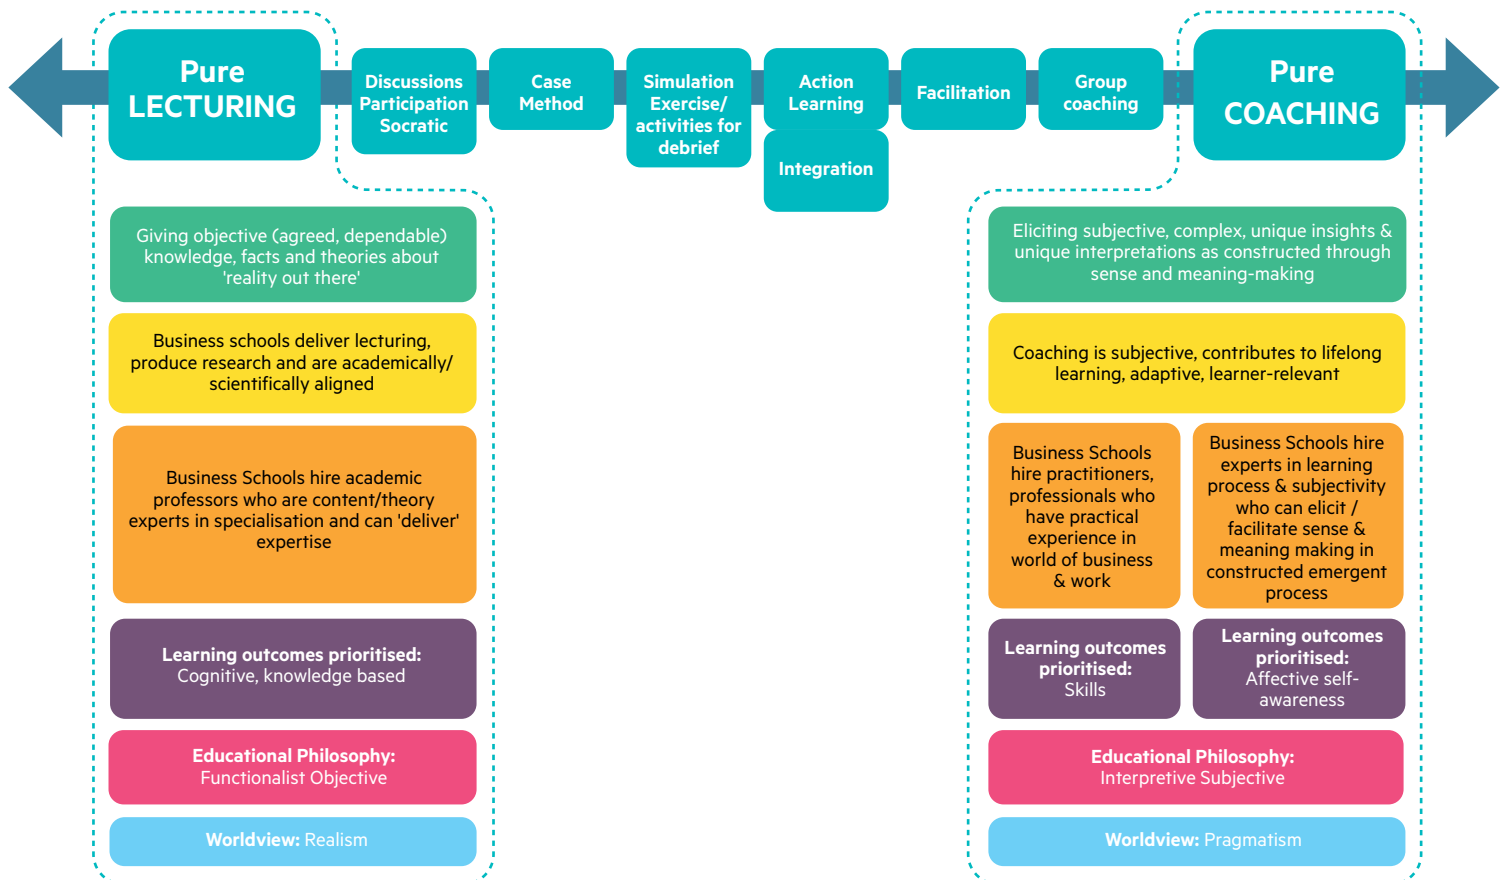 Pure
LECTURING
Discussions
Participation
Socratic
Case
Method
Simulation
Exercise/
activities for
debrief
Action
Learning
Integration
Facilitation
Group
coaching
Pure
COACHING
Giving objective (agreed, dependable)
knowledge, facts and theories about
'reality out there'
Business schools deliver lecturing,
produce research and are academically/
scientifically aligned
Business Schools hire academic
professors who are content/theory
experts in specialisation and can 'deliver'
expertise
Learning outcomes prioritised:
Cognitive, knowledge based
Educational Philosophy:
Functionalist Objective
Worldview: Realism
Eliciting subjective, complex, unique insights &
unique interpretations as constructed through
sense and meaning-making
Coaching is subjective, contributes to lifelong
learning, adaptive, learner-relevant
Business Schools
hire practitioners,
professionals who
have practical
experience in
world of business
& work
Business Schools hire
experts in learning
process & subjectivity
who can elicit /
facilitate sense &
meaning making in
constructed emergent
process
Learning outcomes
prioritised:
Skills
Learning outcomes
prioritised:
Affective self-
awareness
Educational Philosophy:
Interpretive Subjective
Worldview: Pragmatism